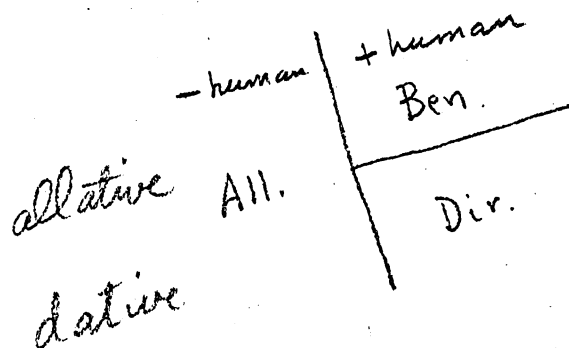 - human + human
Ben.
allative All.
Dir.
dative